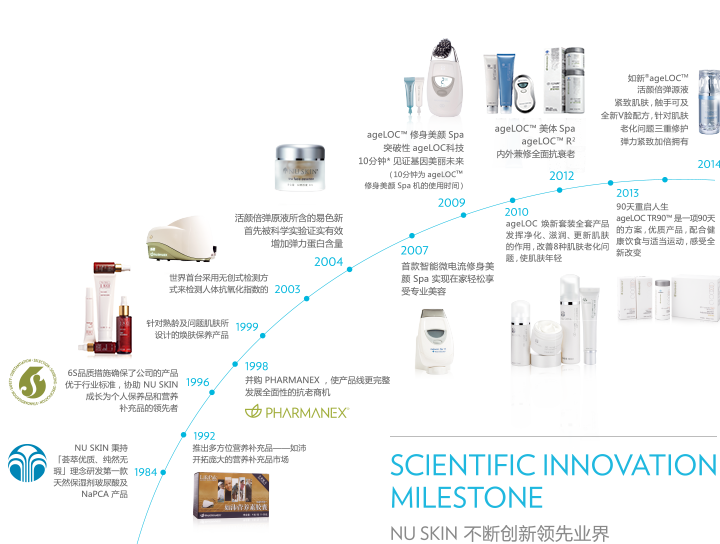 如新®ageLOC™
活颜倍弹源液
紧致肌肤，触手可及
全新V脸配方，针对肌肤
老化问题三重修护
弹力紧致加倍拥有
2014
ageLOC™ 美体 Spa
ageLOC™ R²
内外兼修全面抗衰老
2012
ageLOC™ 修身美颜 Spa
突破性 ageLOC科技
10分钟* 见证基因美丽未来
（10分钟为 ageLOC™
修身美颜 Spa 机的使用时间）
2009
2013
90天重启人生
ageLOC TR90™ 是一项90天
的方案，优质产品，配合健
康饮食与适当运动，感受全
新改变
2010
ageLOC 焕新套装全套产品
发挥净化、滋润、更新肌肤
的作用，改善8种肌肤老化问
题，使肌肤年轻
活颜倍弹源液所含的易色新
首先被科学实验证实有效
增加弹力蛋白含量
2004
2007
首款智能微电流修身美
颜 Spa 实现在家轻松享
受专业美容
世界首台采用无创式检测方
式来检测人体抗氧化指数的
2003
针对熟龄及问题肌肤所
设计的焕肤保养产品
1999
1998
并购 PHARMANEX ，使产品线更完整
发展全面性的抗老商机
PHARMANEX®
6S品质措施确保了公司的产品
优于行业标准，协助 NU SKIN
成长为个人保养品和营养
补充品的领先者
1996
1992
推出多方位营养补充品——如沛
开拓庞大的营养补充品市场
NU SKIN 秉持
「荟萃优质、纯然无
瑕」理念研发第一款
天然保湿剂玻尿酸及
NaPCA 产品
1984
SCIENTIFIC INNOVATION
MILESTONE
NU SKIN 不断创新领先业界